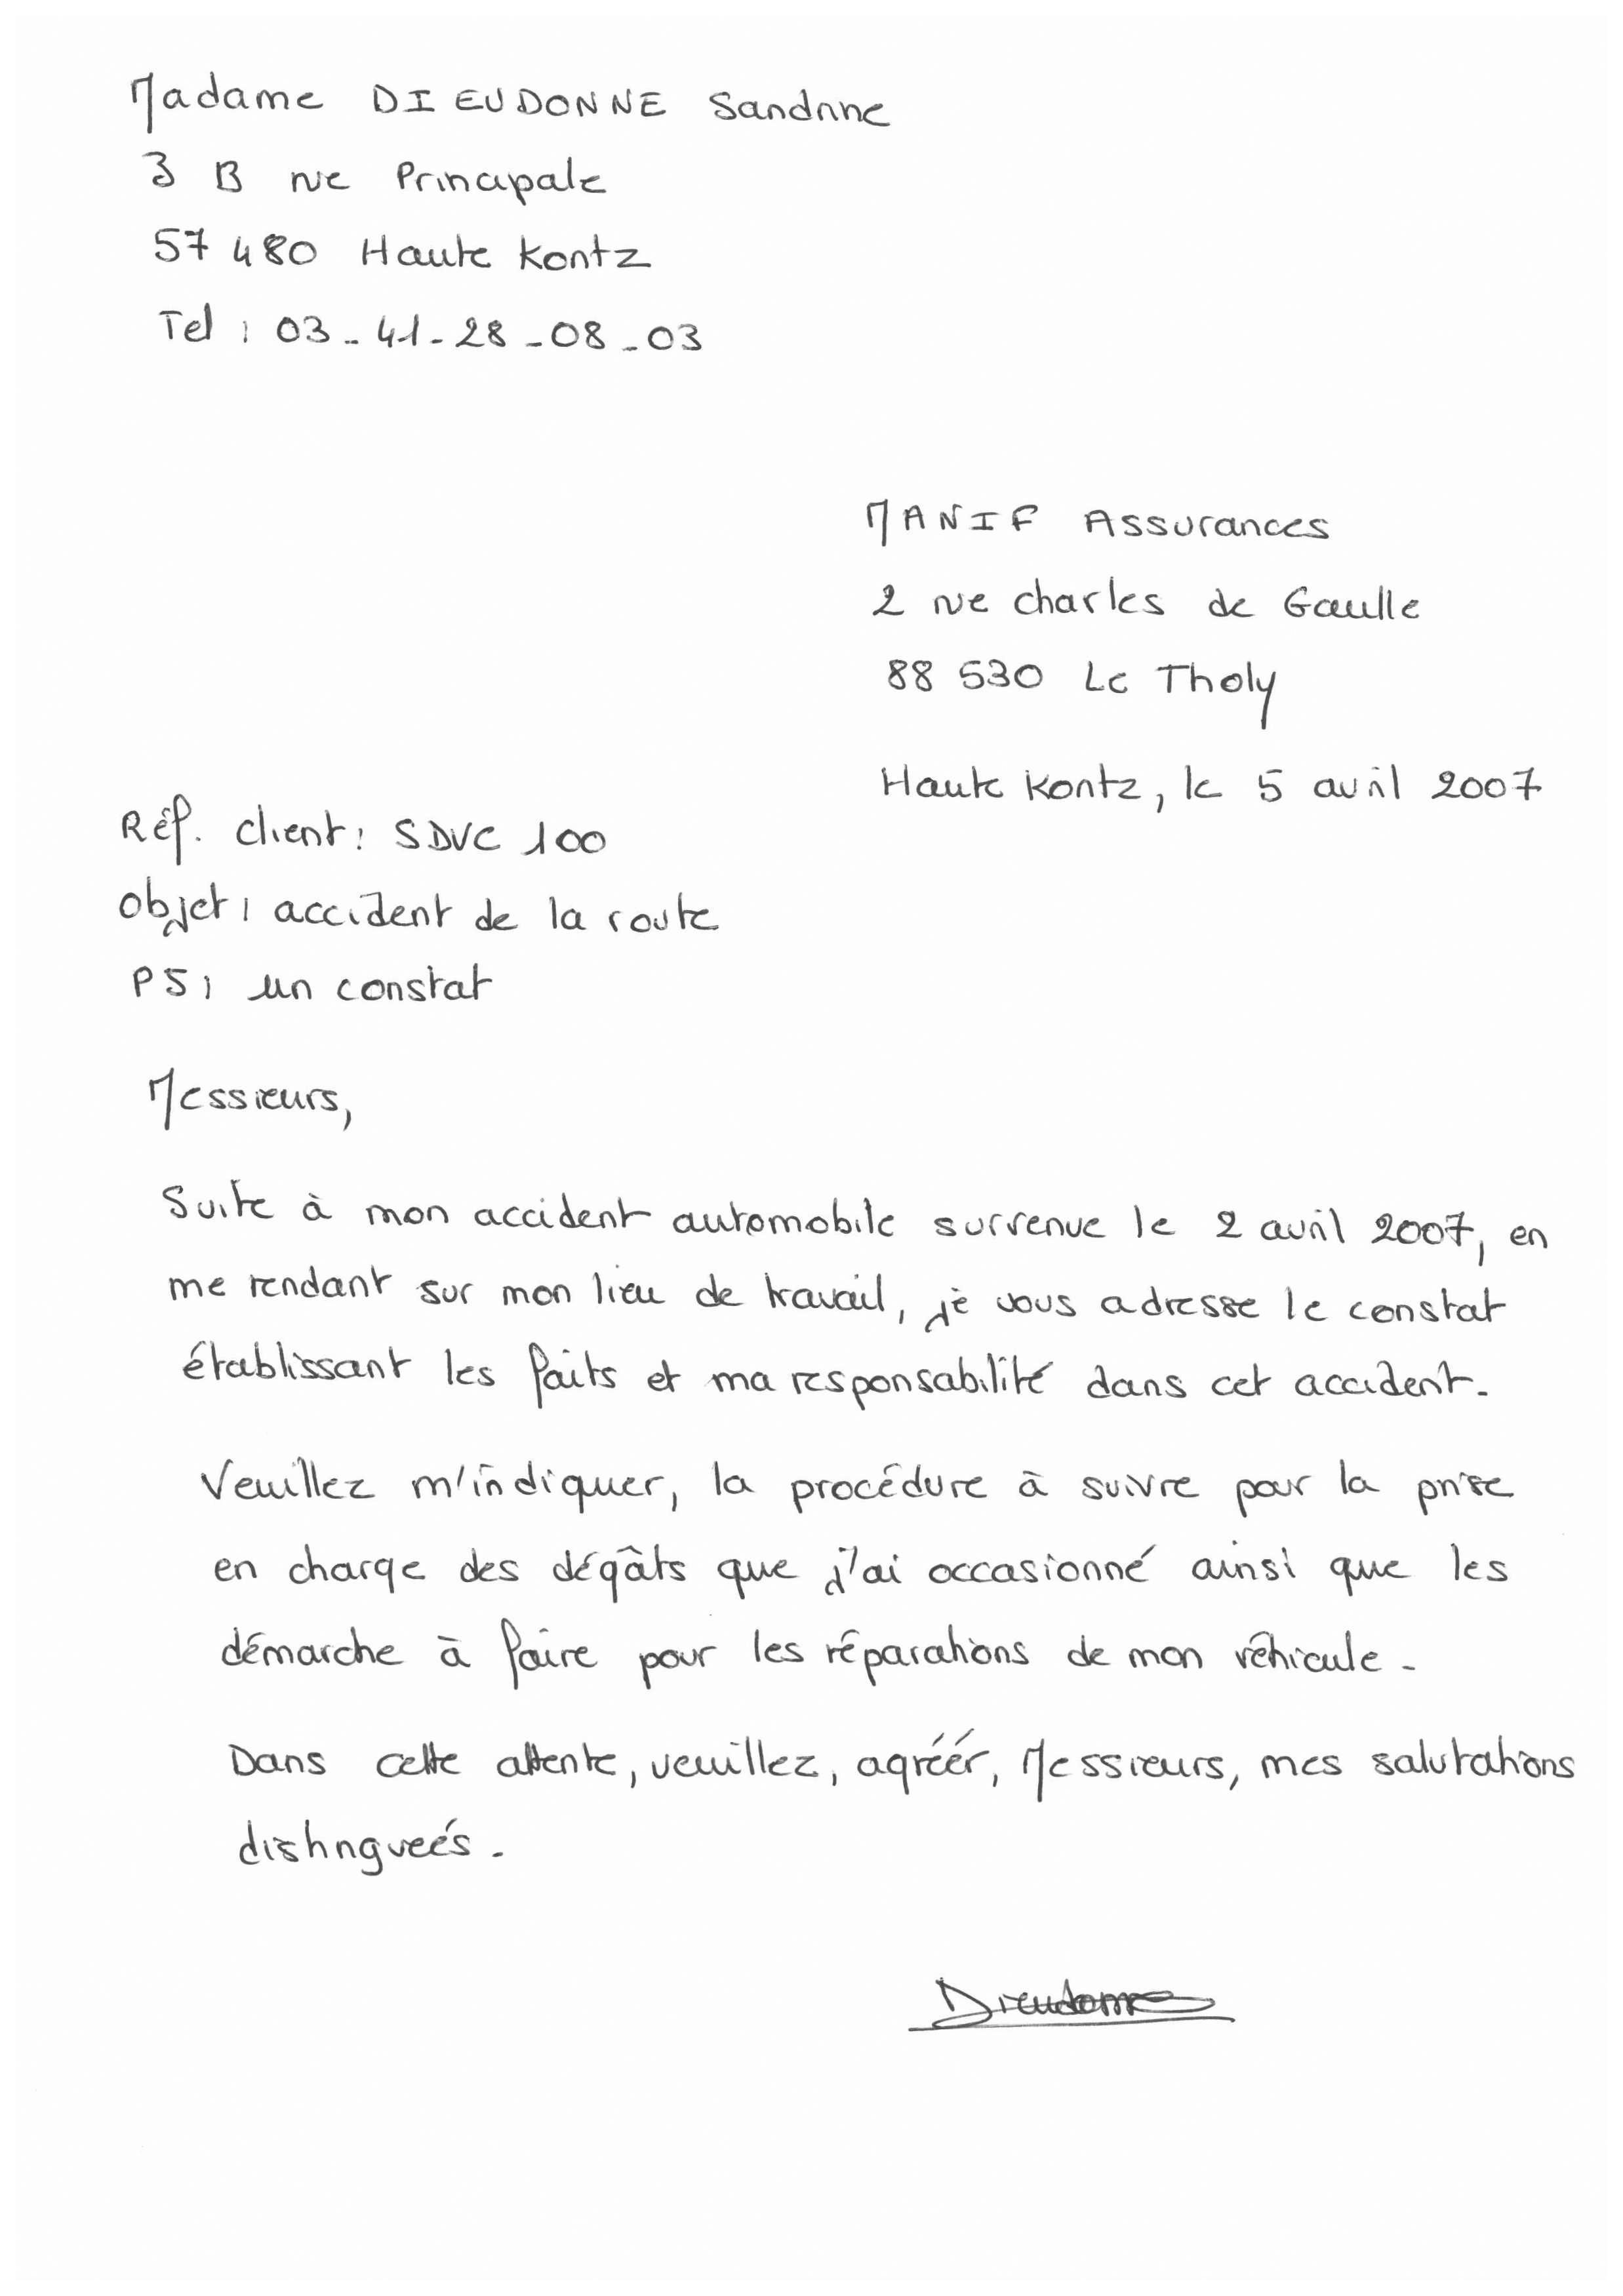 Madame DIEUDONNE Sandrine
3 B rue Principale
57 480 Haute Kontz
Tel : 03-41-28-08-03
MANIF Assurances
2 rue charles de Gaulle
88 530 Le Tholy
Haute Kontz, le 5 avril 2007
Réf. client : SDVC 100
Objet : accident de la route
PS : un constat
Messieurs,
Suite à mon accident automobile survenue le 2 avril 2007, en
me rendant sur mon lieu de travail, je vous adresse le constat
établissant les faits et ma responsabilité dans cet accident.
Veuillez m'indiquer, la procédure à suivre pour la prise
en charge des dégâts que j'ai occasionné ainsi que les
démarche à faire pour les réparations de mon véhicule.
Dans cette attente, veuillez, agréér, Messieurs, mes salutations
distinguées.
Dieudonne